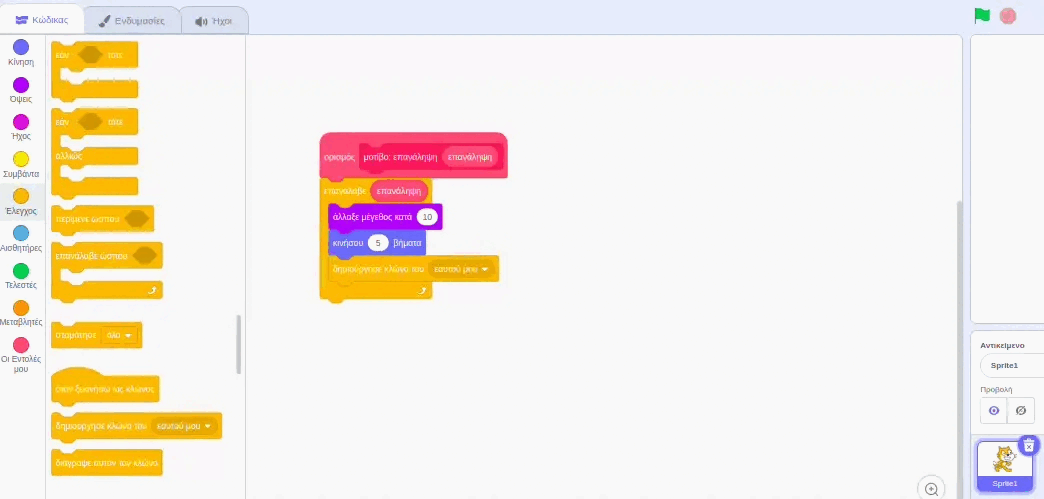 Κώδικας
Ενδυμασίες
Ήχοι
Κίνηση
Όψεις
Ήχος
Συμβάντα
Έλεγχος
Αισθητήρες
Τελεστές
Μεταβλητές
Οι Εντολές
μου
εάν τότε
εάν τότε
αλλιώς
περίμενε ώσπου
επανάλαβε ώσπου
σταμάτησε όλα
όταν ξεκινήσω ως κλώνος
δημιούργησε κλώνο του εαυτού μου
διάγραψε αυτόν τον κλώνο
ορισμός μοτίβο: επανάληψη επανάληψη
επανάλαβε επανάληψη
άλλαξε μέγεθος κατά 10
κινήσου 5 βήματα
δημιούργησε κλώνο του εαυτού μου
Αντικείμενο
Sprite1
Προβολή
Sprite1